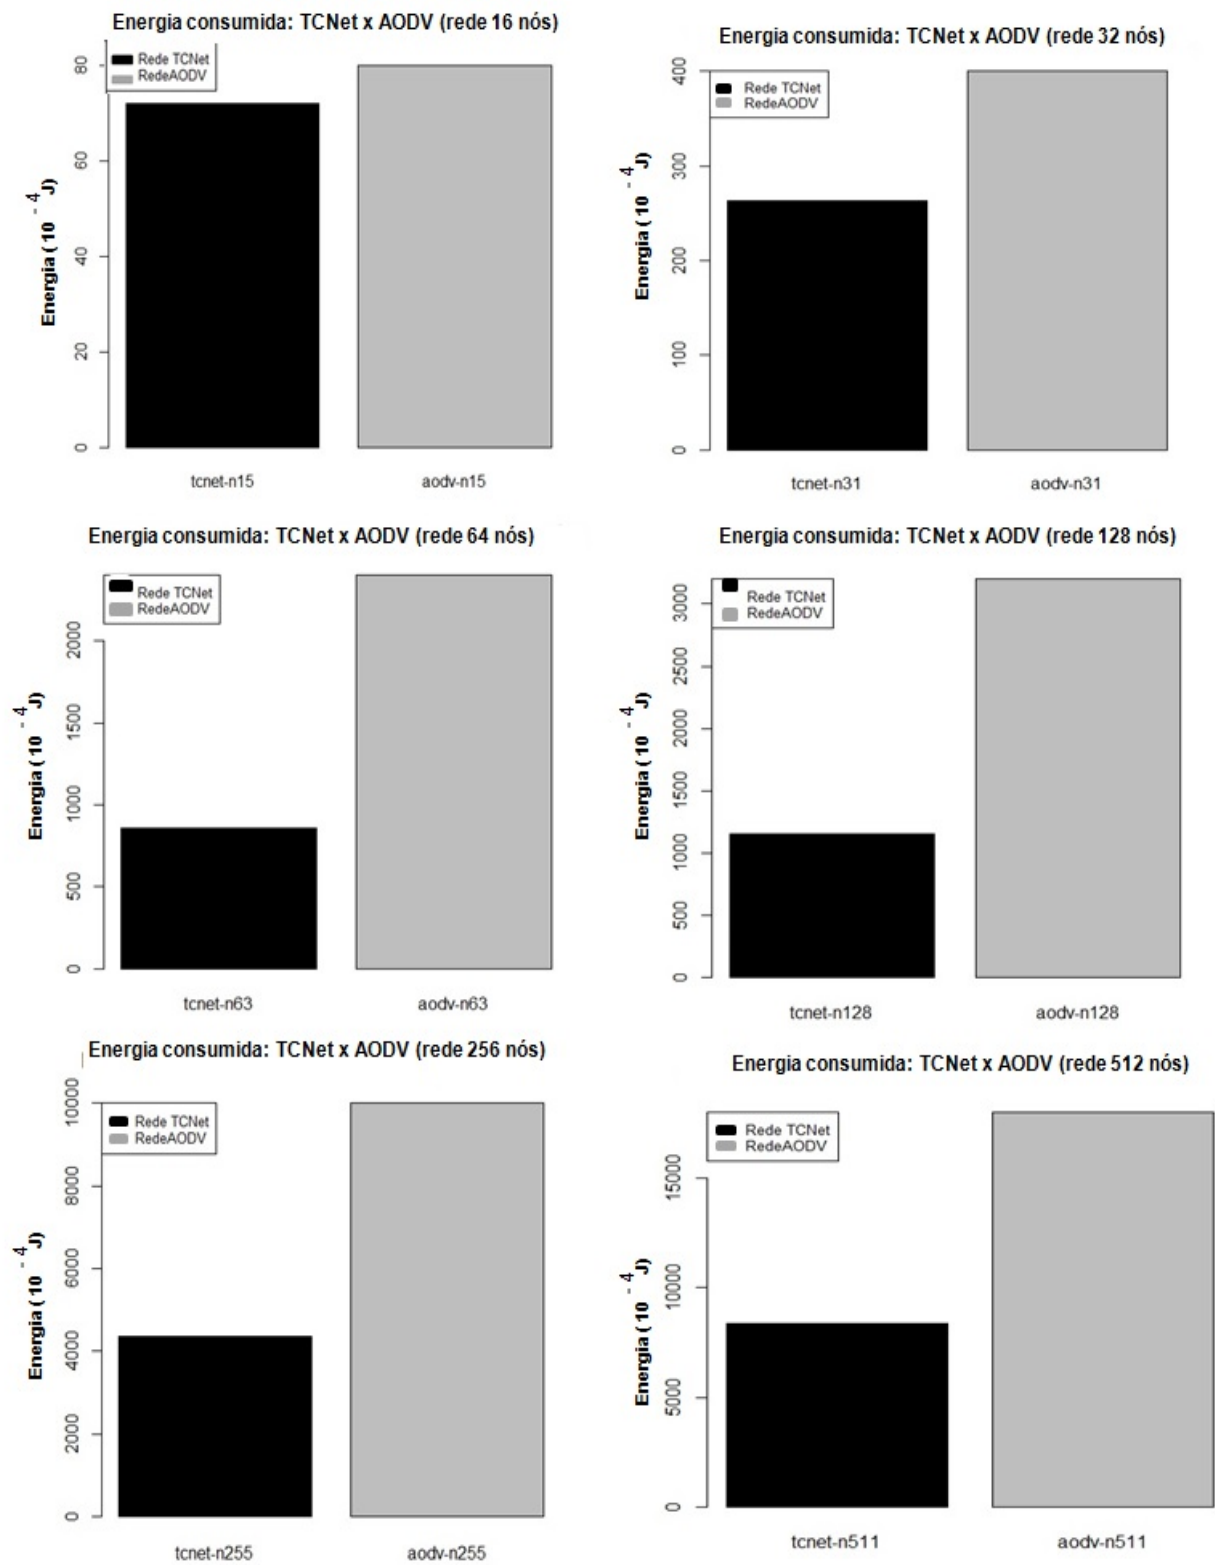 Energia consumida: TCNet x AODV (rede 16 nós)
Rede TCNet
RedeAODV
Energia ( 10 ⁻⁴ J)
80
60
40
20
0
tcnet-n15
aodv-n15
Energia consumida: TCNet x AODV (rede 32 nós)
Rede TCNet
RedeAODV
Energia ( 10 ⁻⁴ J)
400
300
200
100
0
tcnet-n31
aodv-n31
Energia consumida: TCNet x AODV (rede 64 nós)
Rede TCNet
RedeAODV
Energia ( 10 ⁻⁴ J)
2000
1500
1000
500
0
tcnet-n63
aodv-n63
Energia consumida: TCNet x AODV (rede 128 nós)
Rede TCNet
RedeAODV
Energia ( 10 ⁻⁴ J)
3000
2500
2000
1500
1000
500
0
tcnet-n128
aodv-n128
Energia consumida: TCNet x AODV (rede 256 nós)
Rede TCNet
RedeAODV
Energia ( 10 ⁻⁴ J)
10000
8000
6000
4000
2000
0
tcnet-n255
aodv-n255
Energia consumida: TCNet x AODV (rede 512 nós)
Rede TCNet
RedeAODV
Energia ( 10 ⁻⁴ J)
15000
10000
5000
0
tcnet-n511
aodv-n511